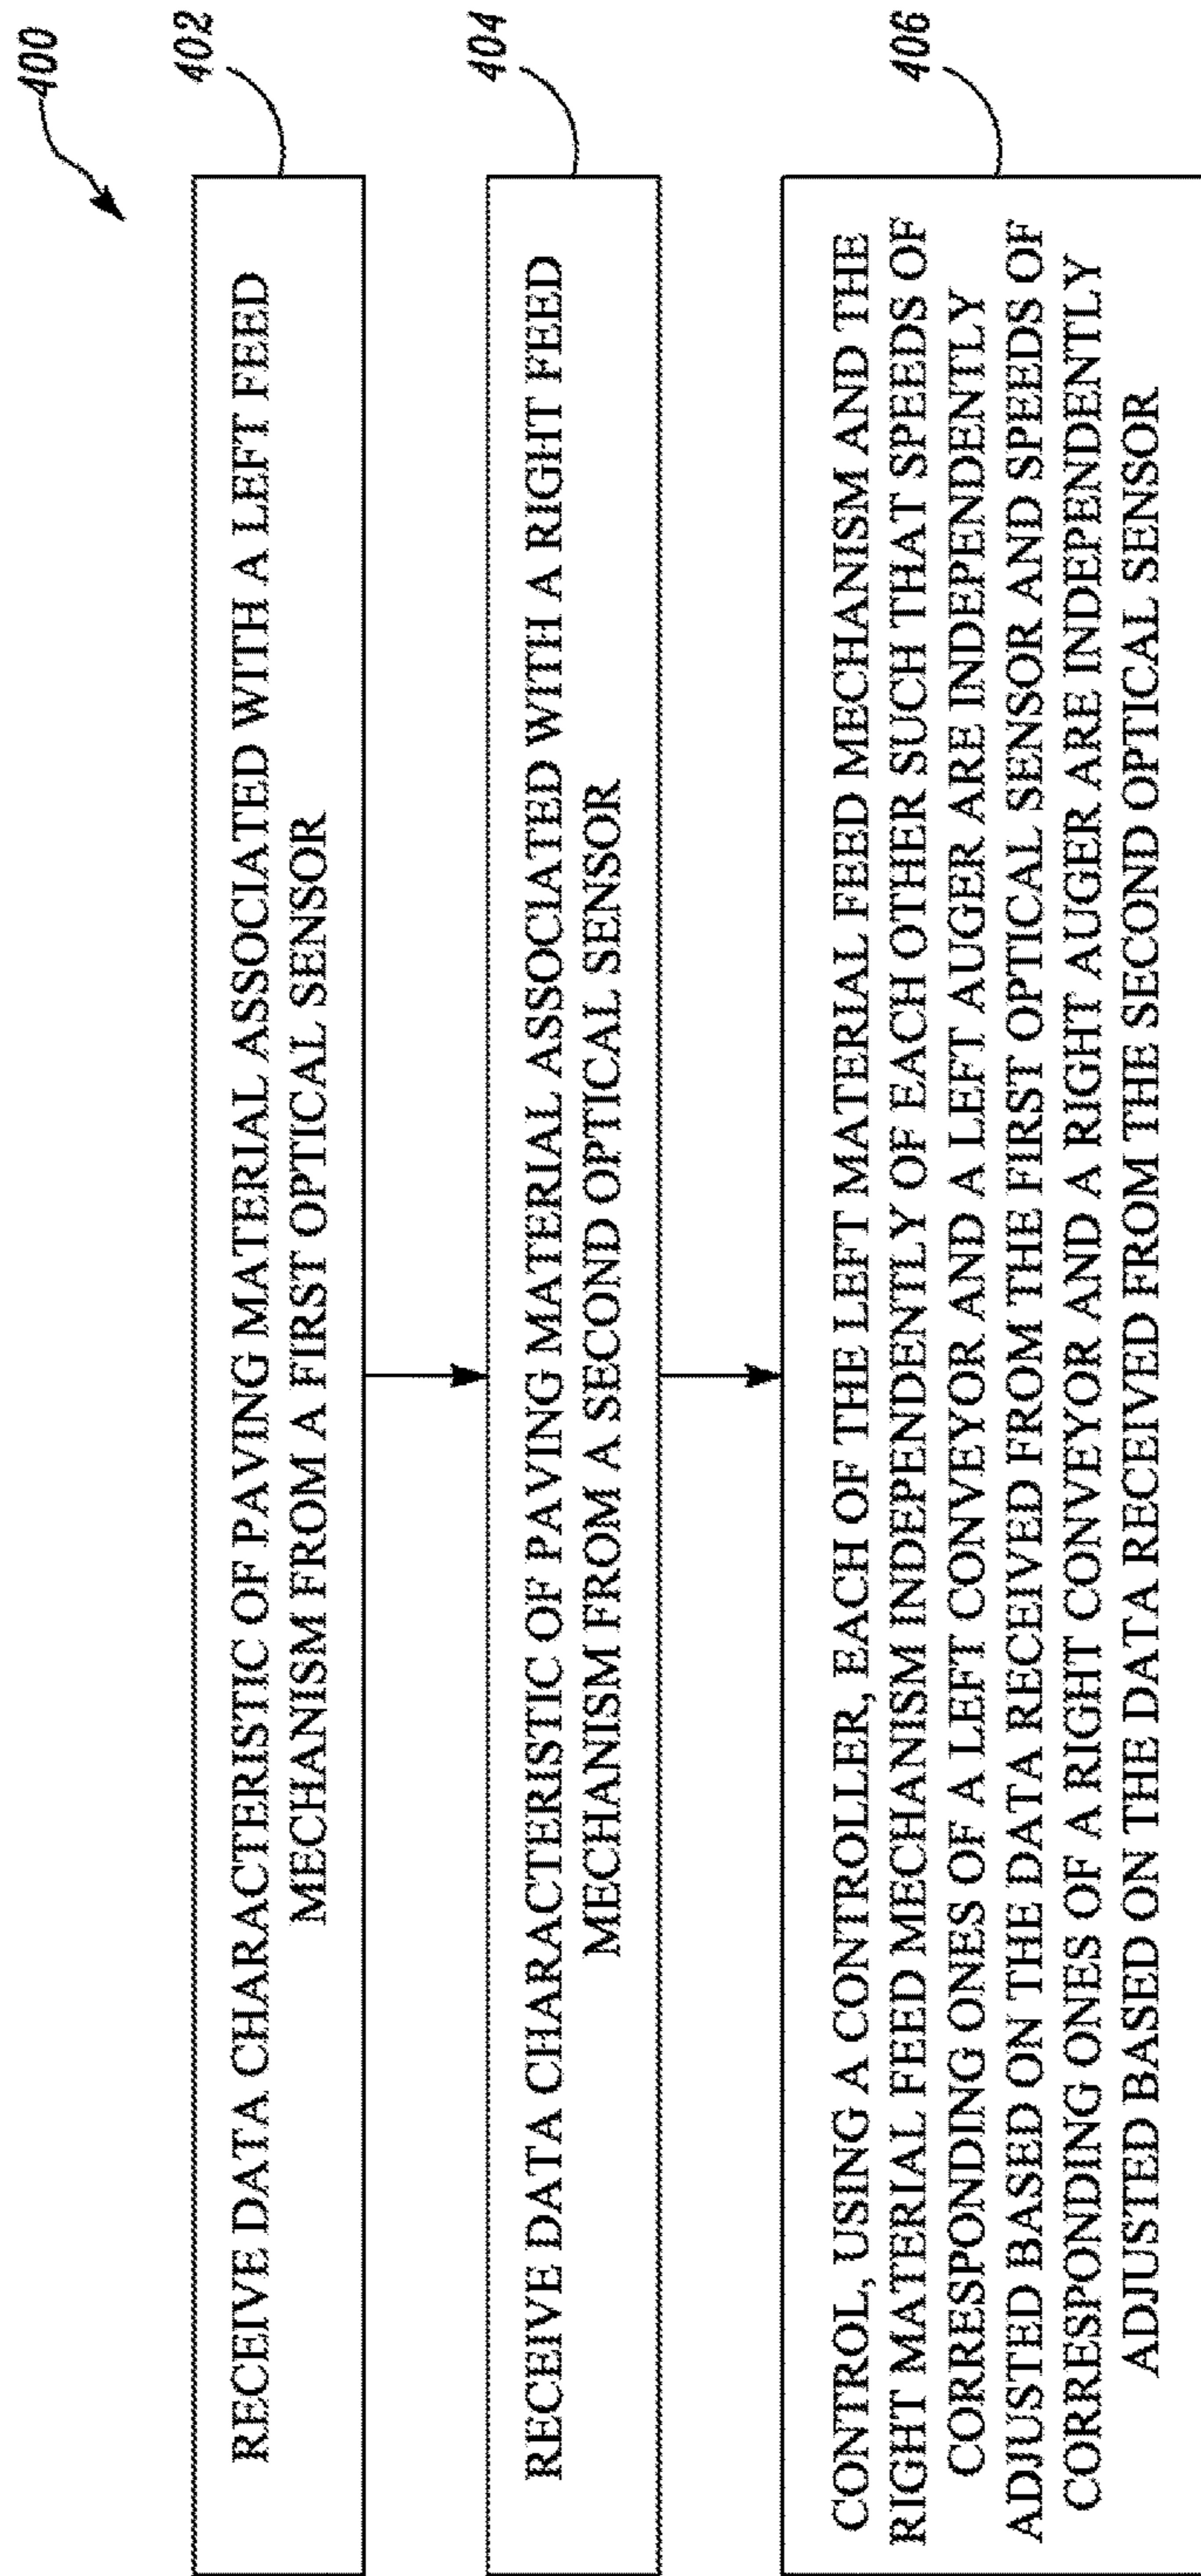 400
402
RECEIVE DATA CHARACTERISTIC OF PAVING MATERIAL ASSOCIATED WITH A LEFT FEED
MECHANISM FROM A FIRST OPTICAL SENSOR
404
RECEIVE DATA CHARACTERISTIC OF PAVING MATERIAL ASSOCIATED WITH A RIGHT FEED
MECHANISM FROM A SECOND OPTICAL SENSOR
406
CONTROL, USING A CONTROLLER, EACH OF THE LEFT MATERIAL FEED MECHANISM AND THE
RIGHT MATERIAL FEED MECHANISM INDEPENDENTLY OF EACH OTHER SUCH THAT SPEEDS OF
CORRESPONDING ONES OF A LEFT CONVEYOR AND A LEFT AUGER ARE INDEPENDENTLY
ADJUSTED BASED ON THE DATA RECEIVED FROM THE FIRST OPTICAL SENSOR AND SPEEDS OF
CORRESPONDING ONES OF A RIGHT CONVEYOR AND A RIGHT AUGER ARE INDEPENDENTLY
ADJUSTED BASED ON THE DATA RECEIVED FROM THE SECOND OPTICAL SENSOR